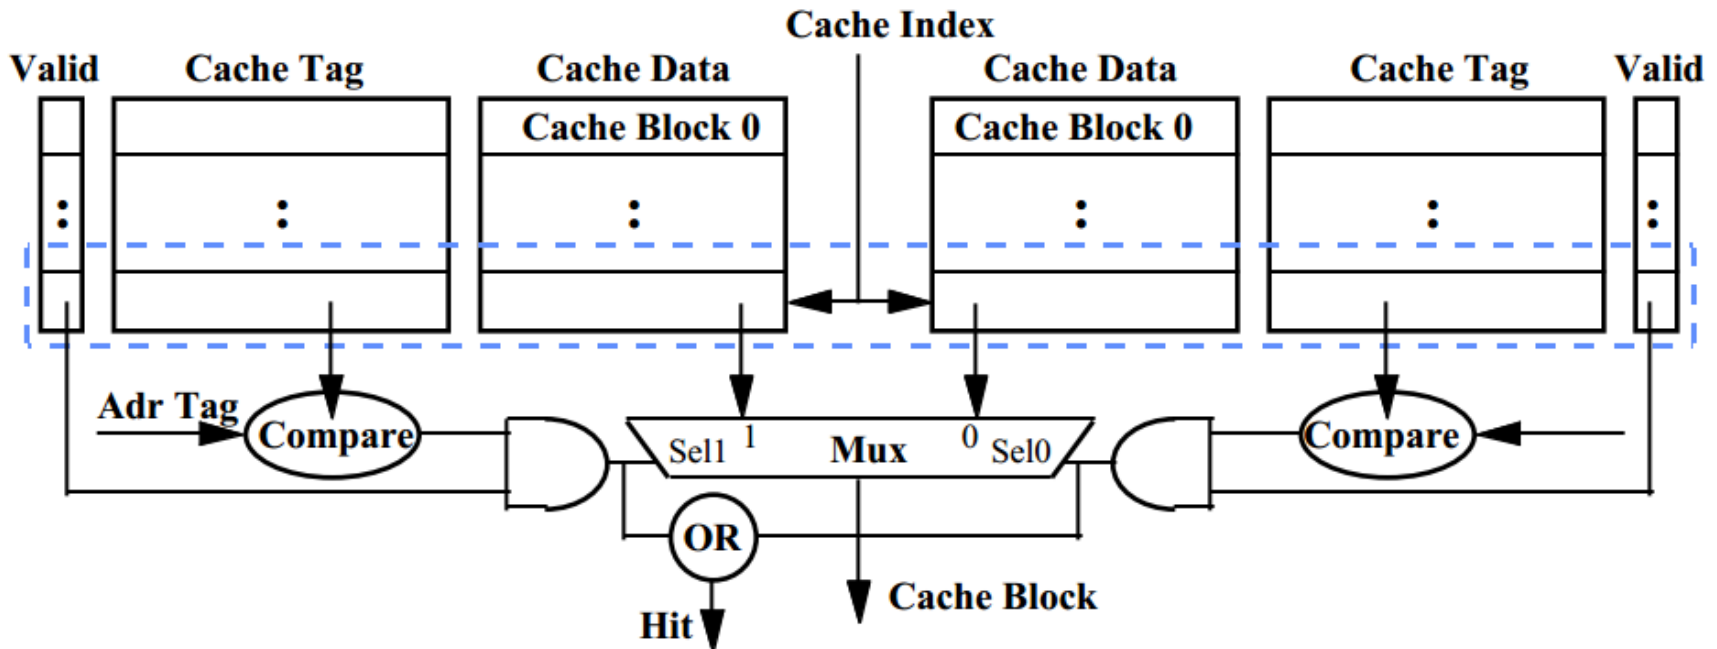 Cache Index
Valid Cache Tag Cache Data Cache Data Cache Tag Valid
Cache Block 0 Cache Block 0
: : : : : :
Adr Tag
Compare Sel1 1 Mux 0 Sel0 Compare
OR
Cache Block
Hit